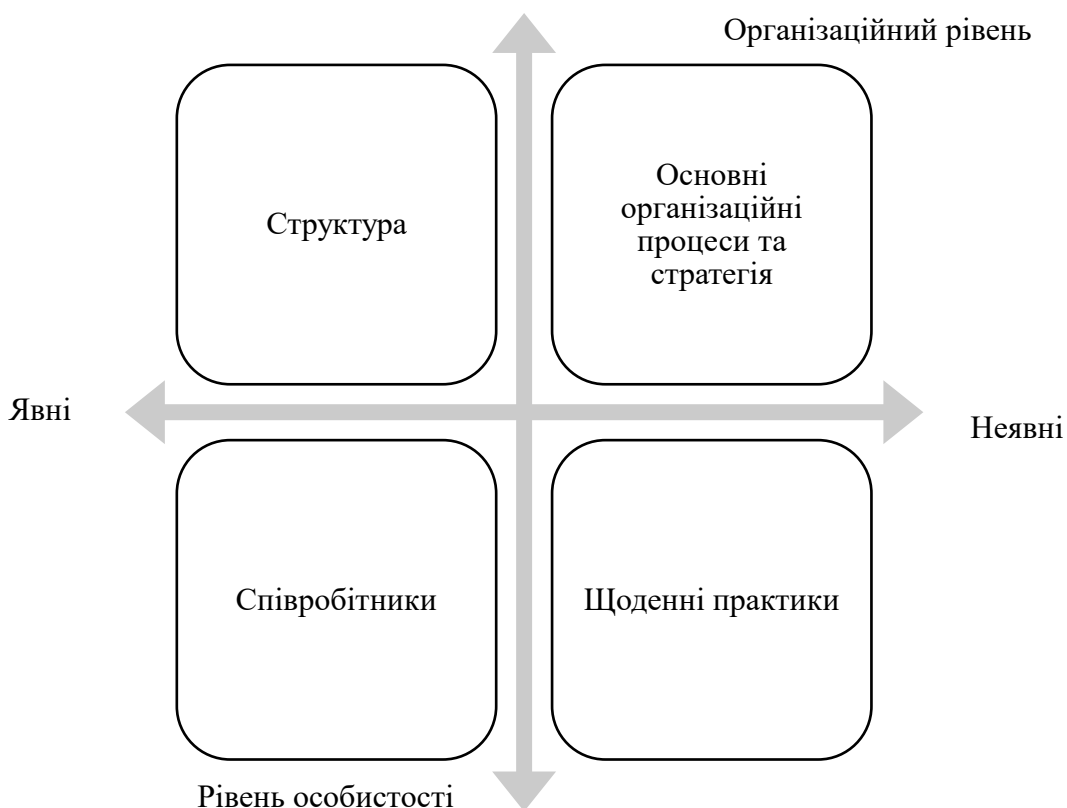 Організаційний рівень
Структура
Основні
організаційні
процеси та
стратегія
Явні
Неявні
Співробітники
Щоденні практики
Рівень особистості